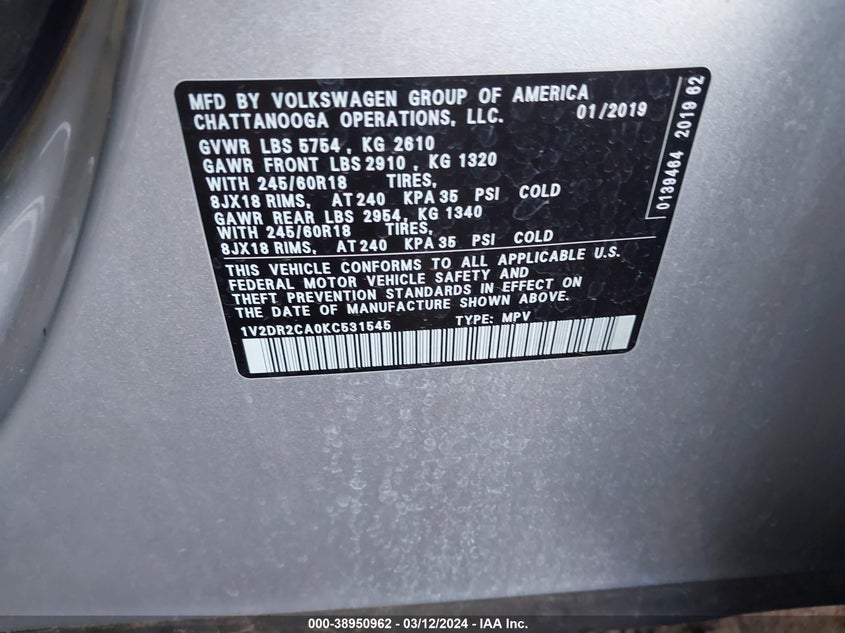 MFD BY VOLKSWAGEN GROUP OF AMERICA
CHATTANOOGA OPERATIONS, LLC. 01/2019
GVWR LBS 5754, KG 2610
GAWR FRONT LBS 2910, KG 1320
WITH 245/60R18 TIRES,
8JX18 RIMS, AT 240 KPA 35 PSI COLD
GAWR REAR LBS 2954, KG 1340
WITH 245/60R18 TIRES,
8JX18 RIMS, AT 240 KPA 35 PSI COLD
THIS VEHICLE CONFORMS TO ALL APPLICABLE U.S.
FEDERAL MOTOR VEHICLE SAFETY AND
THEFT PREVENTION STANDARDS IN EFFECT ON
THE DATE OF MANUFACTURE SHOWN ABOVE.
1V2DR2CA0KC531545 TYPE: MPV
0139464 2019 62
000-38950962 - 03/12/2024 - IAA Inc.